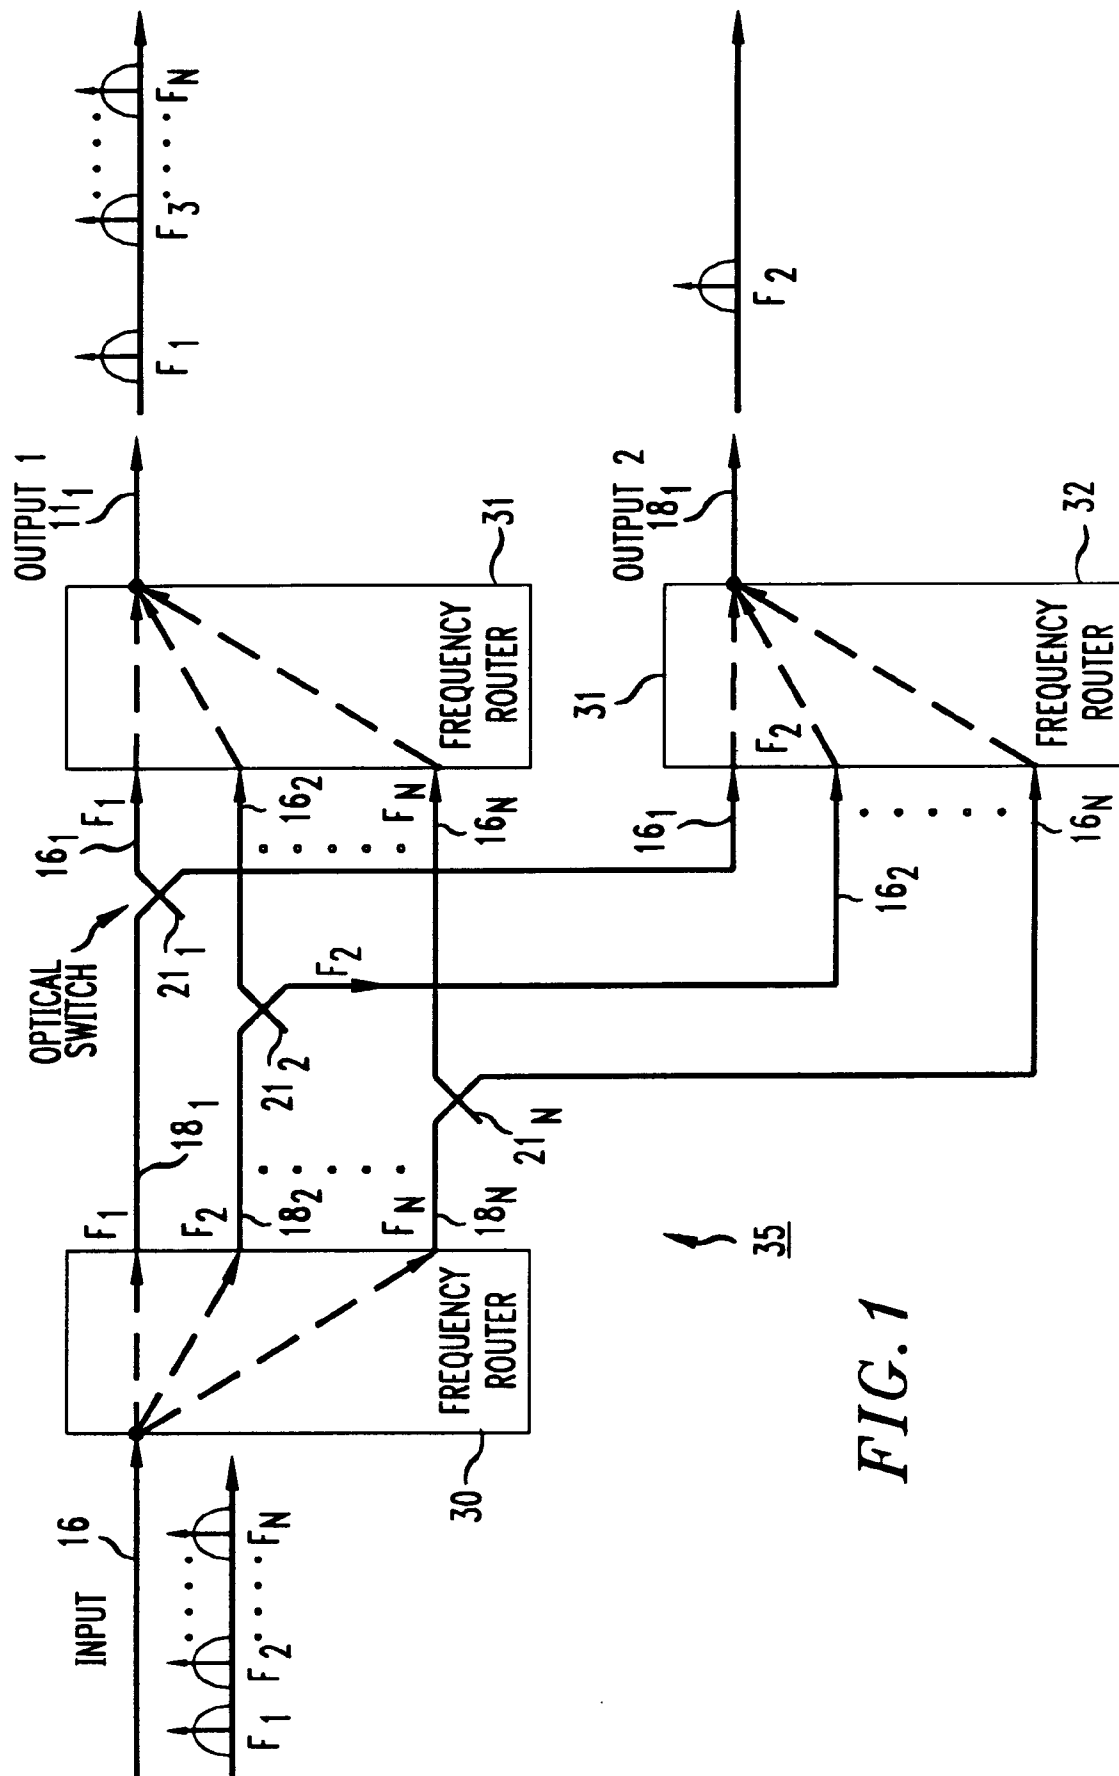 INPUT
16
F1
F2
FN
30
FREQUENCY
ROUTER
F1
F2
FN
181
182
18N
OPTICAL
SWITCH
211
212
21N
F2
161
F1
162
FN
16N
FREQUENCY
ROUTER
31
OUTPUT 1
111
F1
F3
FN
161
162
16N
31
F2
FREQUENCY
ROUTER
32
OUTPUT 2
181
F2
35
FIG. 1